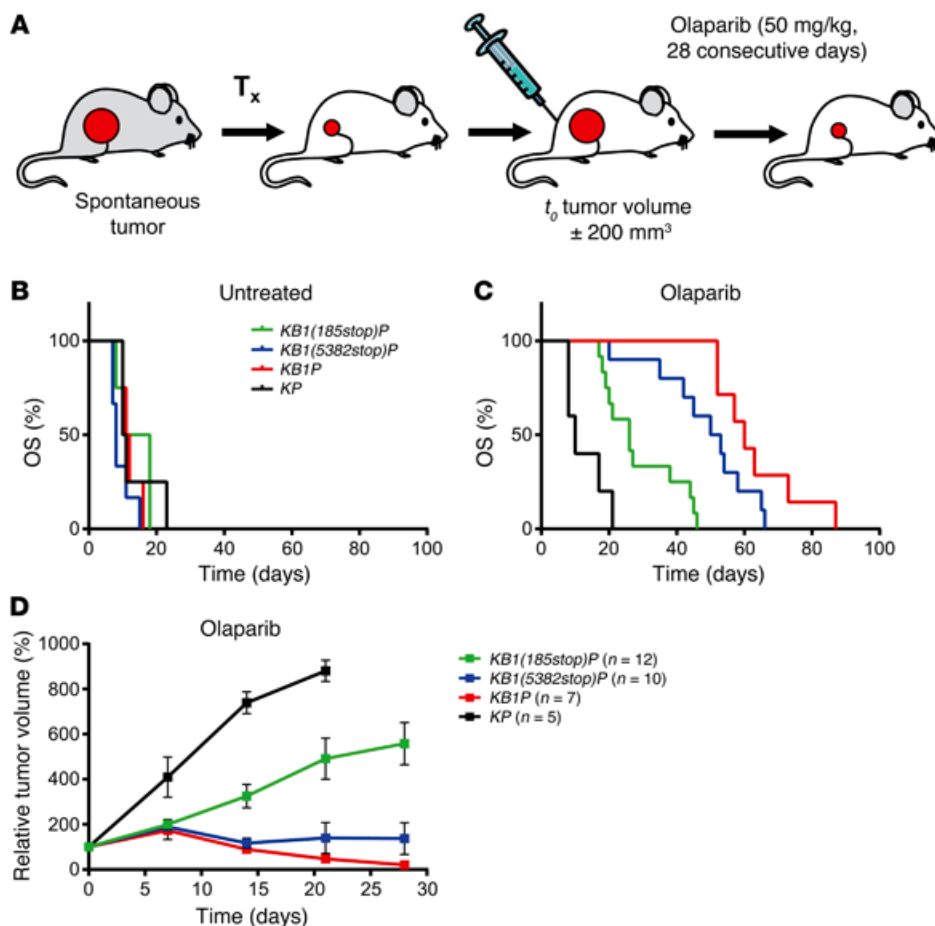 A
T_x
Olaparib (50 mg/kg,
28 consecutive days)
Spontaneous
tumor
t_0 tumor volume
± 200 mm³
B
Untreated
OS (%)
100
50
0
KB1(185stop)P
KB1(5382stop)P
KB1P
KP
0 20 40 60 80 100
Time (days)
C
Olaparib
OS (%)
100
50
0
0 20 40 60 80 100
Time (days)
D
Olaparib
Relative tumor volume (%)
1000
800
600
400
200
0
0 5 10 15 20 25 30
Time (days)
KB1(185stop)P (n = 12)
KB1(5382stop)P (n = 10)
KB1P (n = 7)
KP (n = 5)